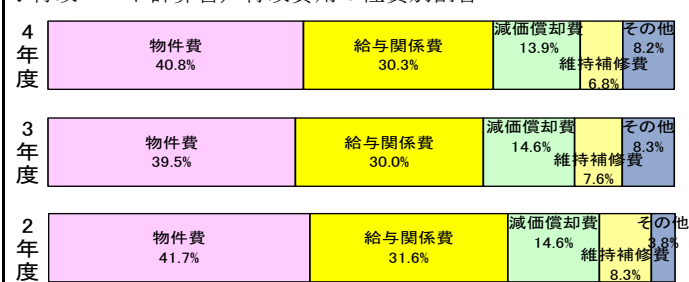 4年度
物件費
40.8%
給与関係費
30.3%
減価償却費
13.9%
維持補修費
6.8%
その他
8.2%
3年度
物件費
39.5%
給与関係費
30.0%
減価償却費
14.6%
維持補修費
7.6%
その他
8.3%
2年度
物件費
41.7%
給与関係費
31.6%
減価償却費
14.6%
維持補修費
8.3%
その他
3.8%